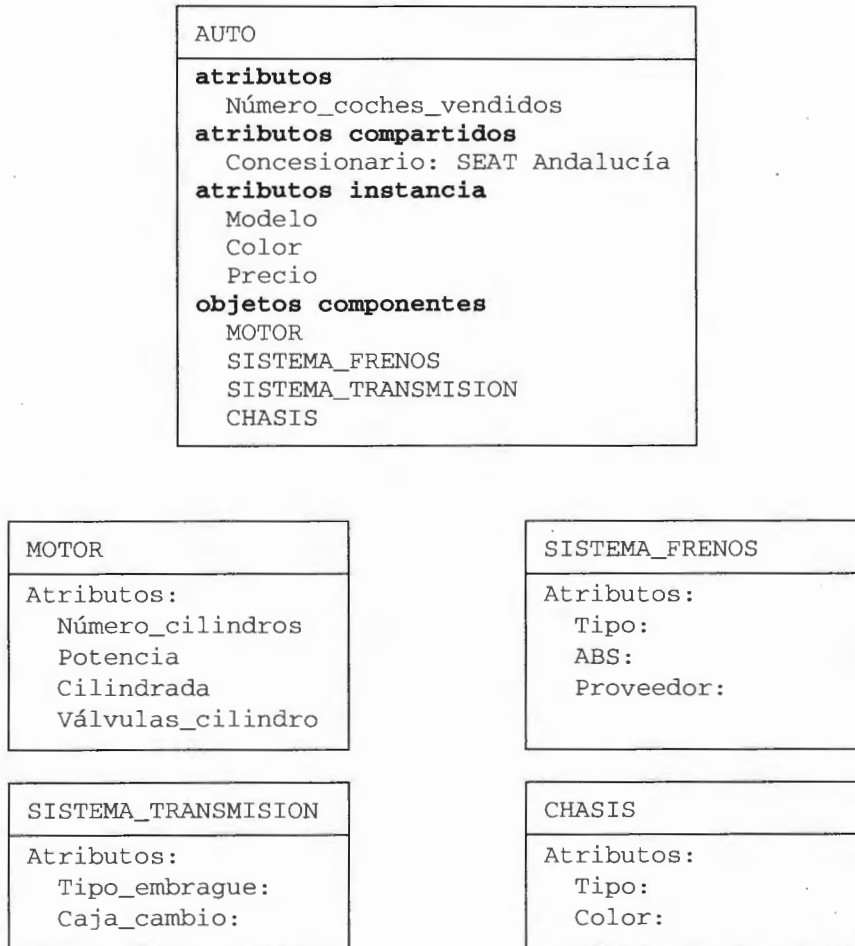 AUTO
atributos
Número_coches_vendidos
atributos compartidos
Concesionario: SEAT Andalucía
atributos instancia
Modelo
Color
Precio
objetos componentes
MOTOR
SISTEMA_FRENOS
SISTEMA_TRANSMISION
CHASIS
MOTOR
Atributos:
Número_cilindros
Potencia
Cilindrada
Válvulas_cilindro
SISTEMA_FRENOS
Atributos:
Tipo:
ABS:
Proveedor:
SISTEMA_TRANSMISION
Atributos:
Tipo_embrague:
Caja_cambio:
CHASIS
Atributos:
Tipo:
Color: